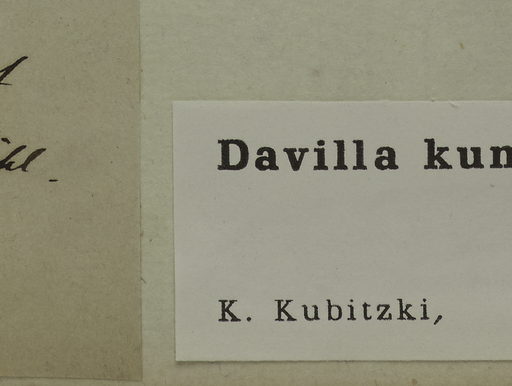 Davilla kun
K. Kubitzki,